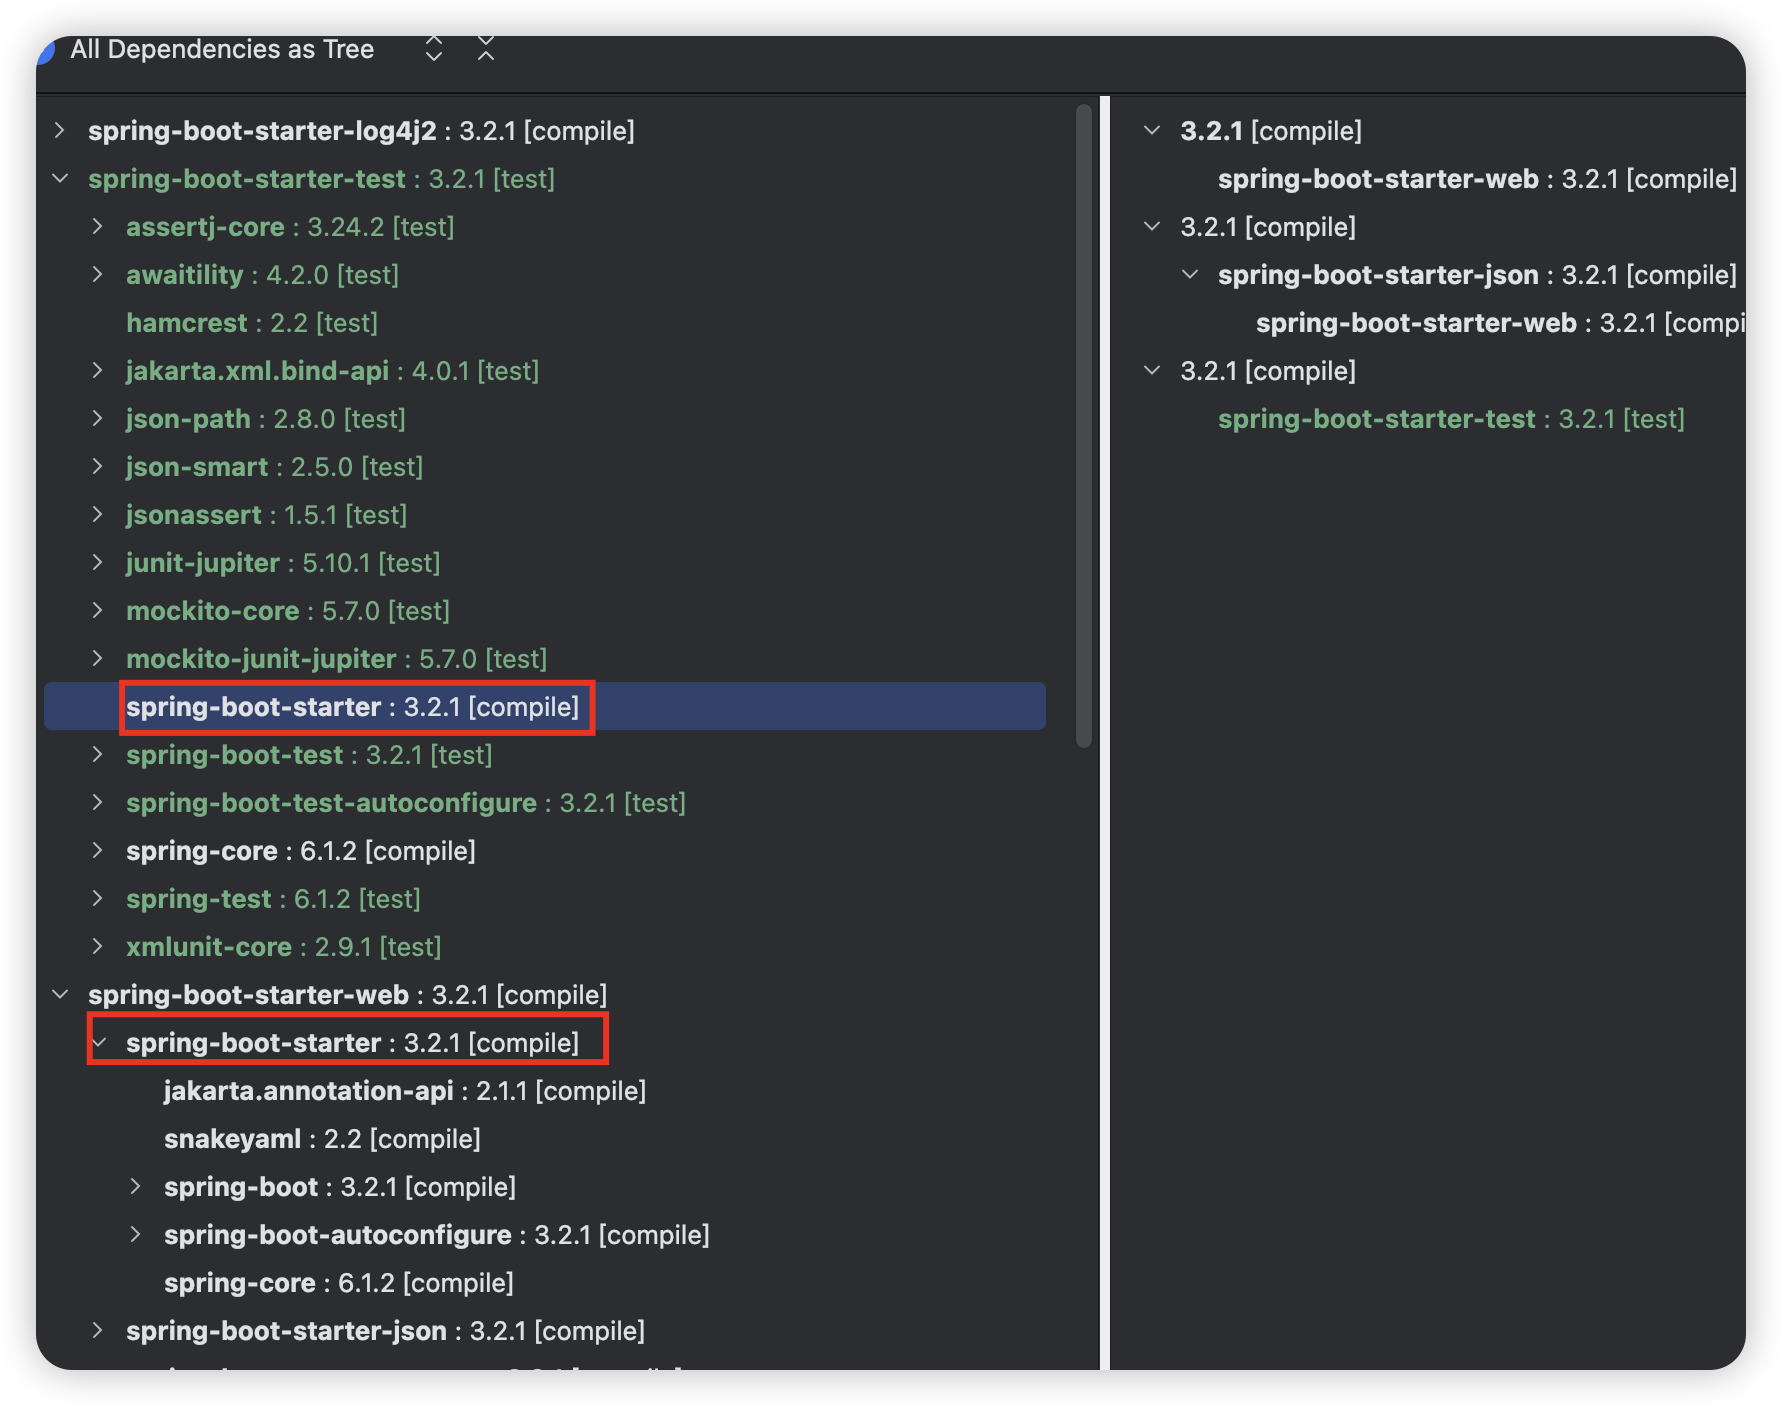 All Dependencies as Tree
spring-boot-starter-log4j2 : 3.2.1 [compile]
spring-boot-starter-test : 3.2.1 [test]
assertj-core : 3.24.2 [test]
awaitility : 4.2.0 [test]
hamcrest : 2.2 [test]
jakarta.xml.bind-api : 4.0.1 [test]
json-path : 2.8.0 [test]
json-smart : 2.5.0 [test]
jsonassert : 1.5.1 [test]
junit-jupiter : 5.10.1 [test]
mockito-core : 5.7.0 [test]
mockito-junit-jupiter : 5.7.0 [test]
spring-boot-starter : 3.2.1 [compile]
spring-boot-test : 3.2.1 [test]
spring-boot-test-autoconfigure : 3.2.1 [test]
spring-core : 6.1.2 [compile]
spring-test : 6.1.2 [test]
xmlunit-core : 2.9.1 [test]
spring-boot-starter-web : 3.2.1 [compile]
spring-boot-starter : 3.2.1 [compile]
jakarta.annotation-api : 2.1.1 [compile]
snakeyaml : 2.2 [compile]
spring-boot : 3.2.1 [compile]
spring-boot-autoconfigure : 3.2.1 [compile]
spring-core : 6.1.2 [compile]
spring-boot-starter-json : 3.2.1 [compile]
3.2.1 [compile]
spring-boot-starter-web : 3.2.1 [compile]
3.2.1 [compile]
spring-boot-starter-json : 3.2.1 [compile]
spring-boot-starter-web : 3.2.1 [compi
3.2.1 [compile]
spring-boot-starter-test : 3.2.1 [test]